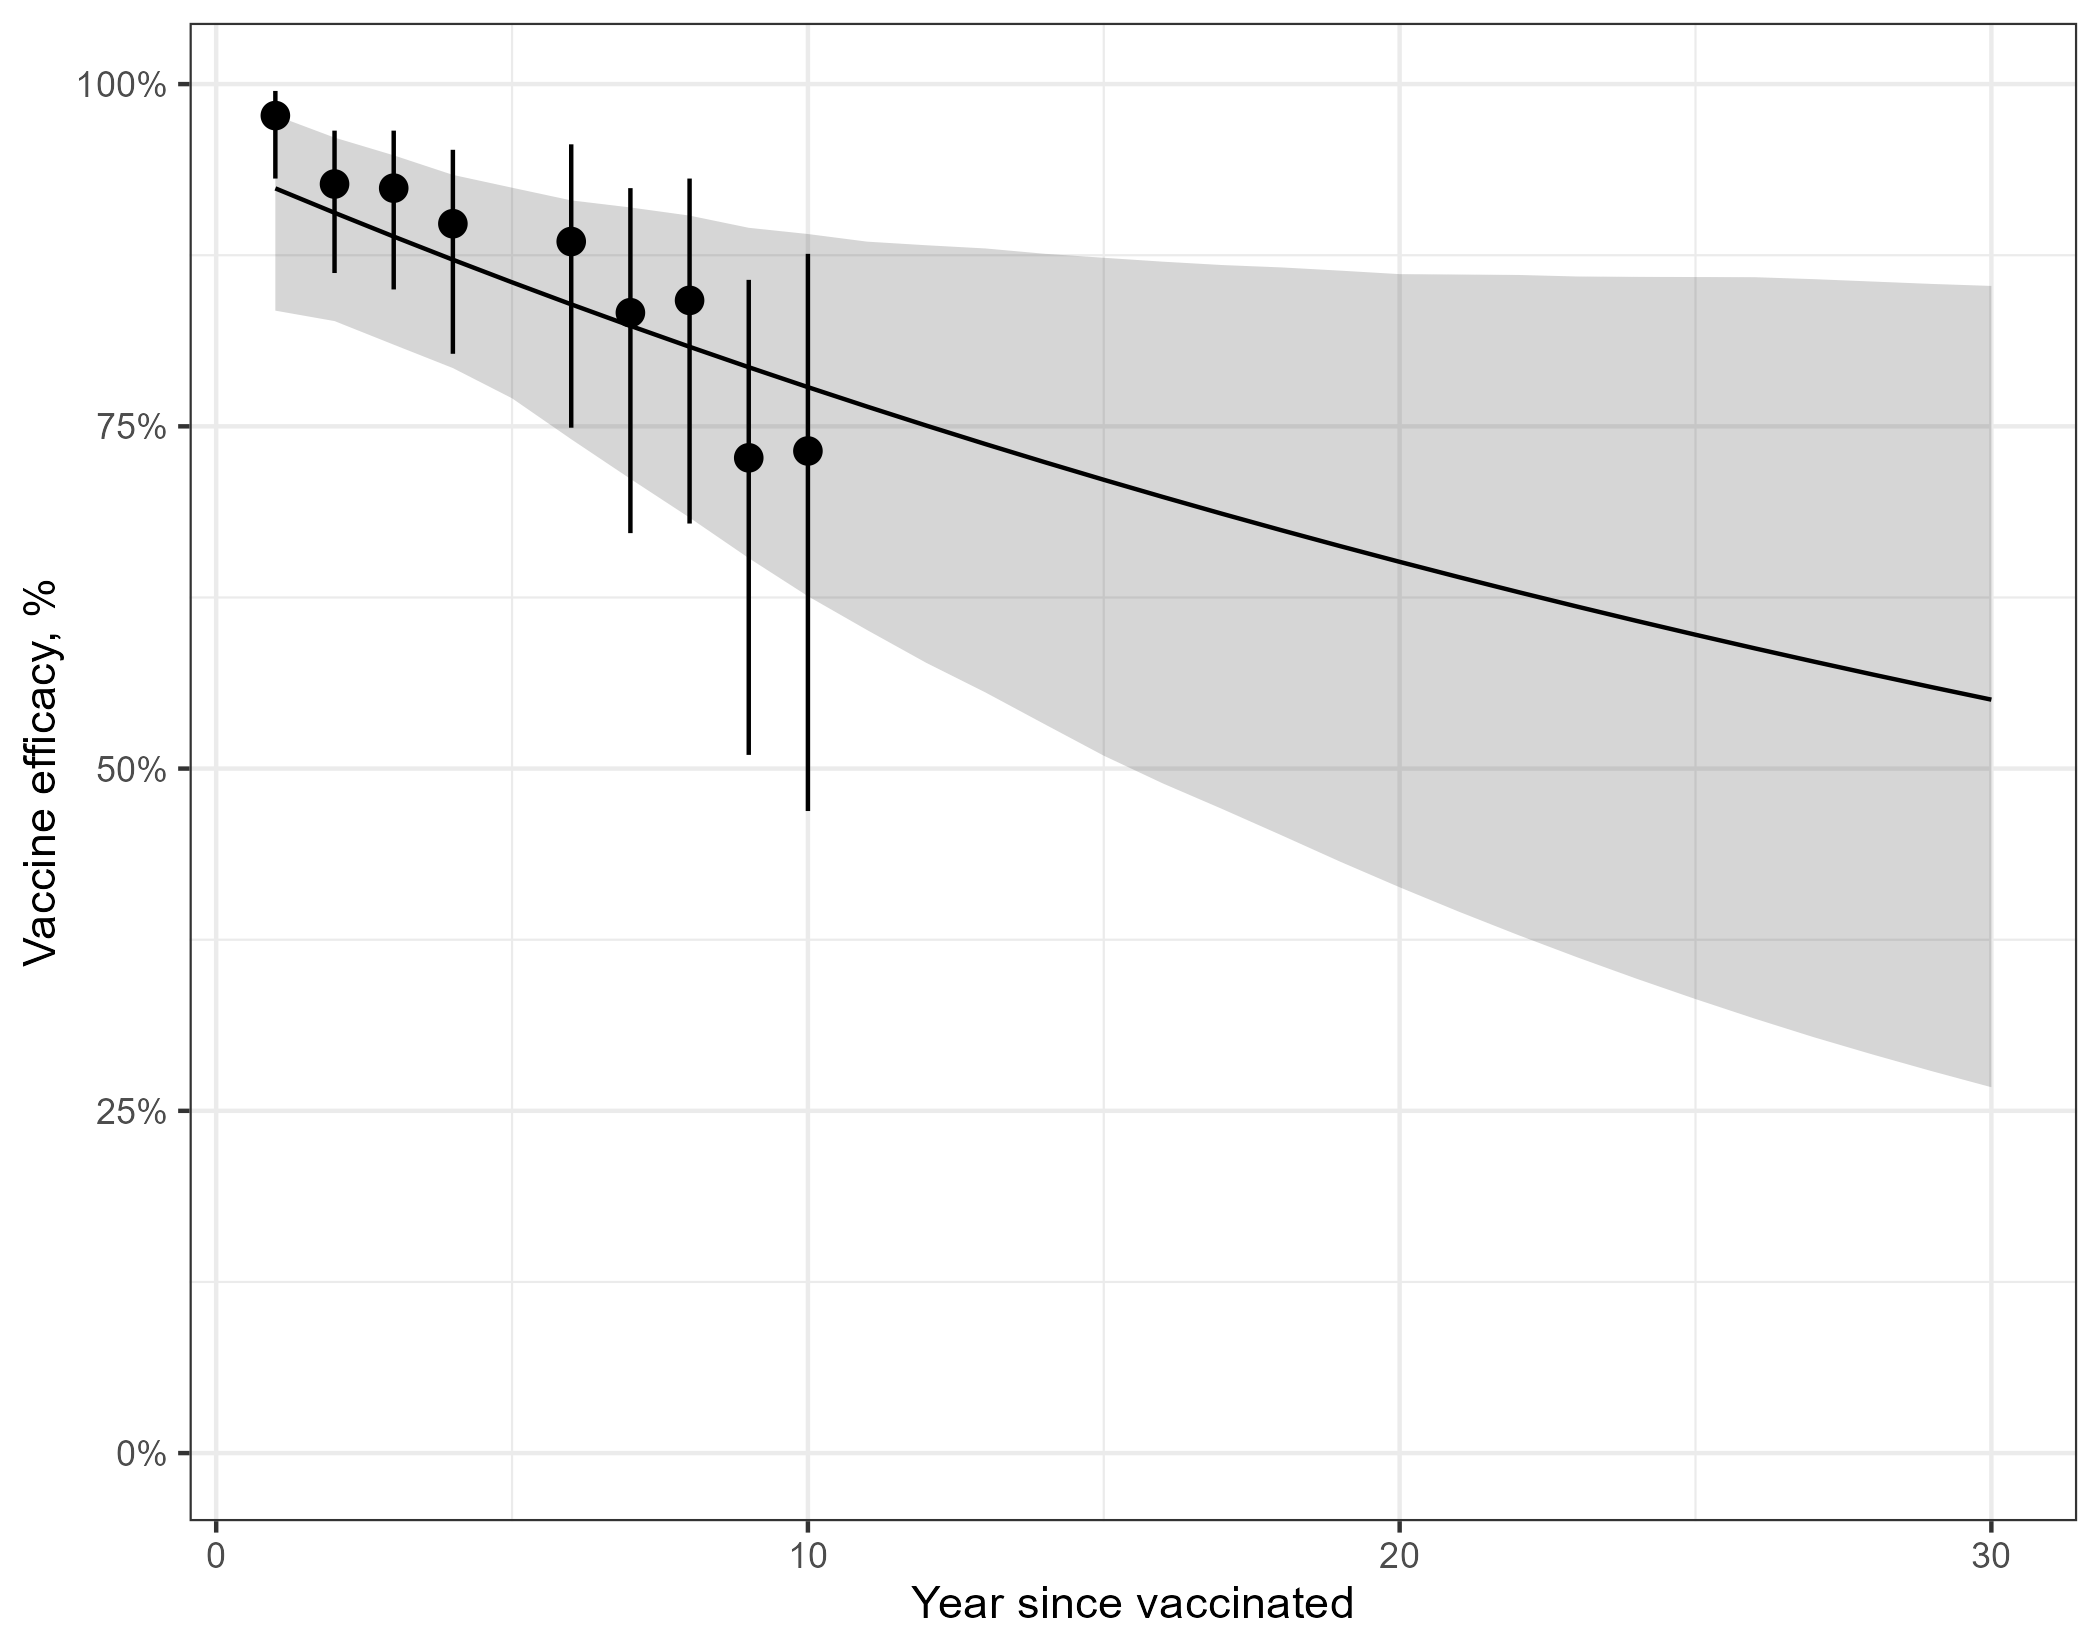 Vaccine efficacy, %
100%
75%
50%
25%
0%
0 10 20 30
Year since vaccinated